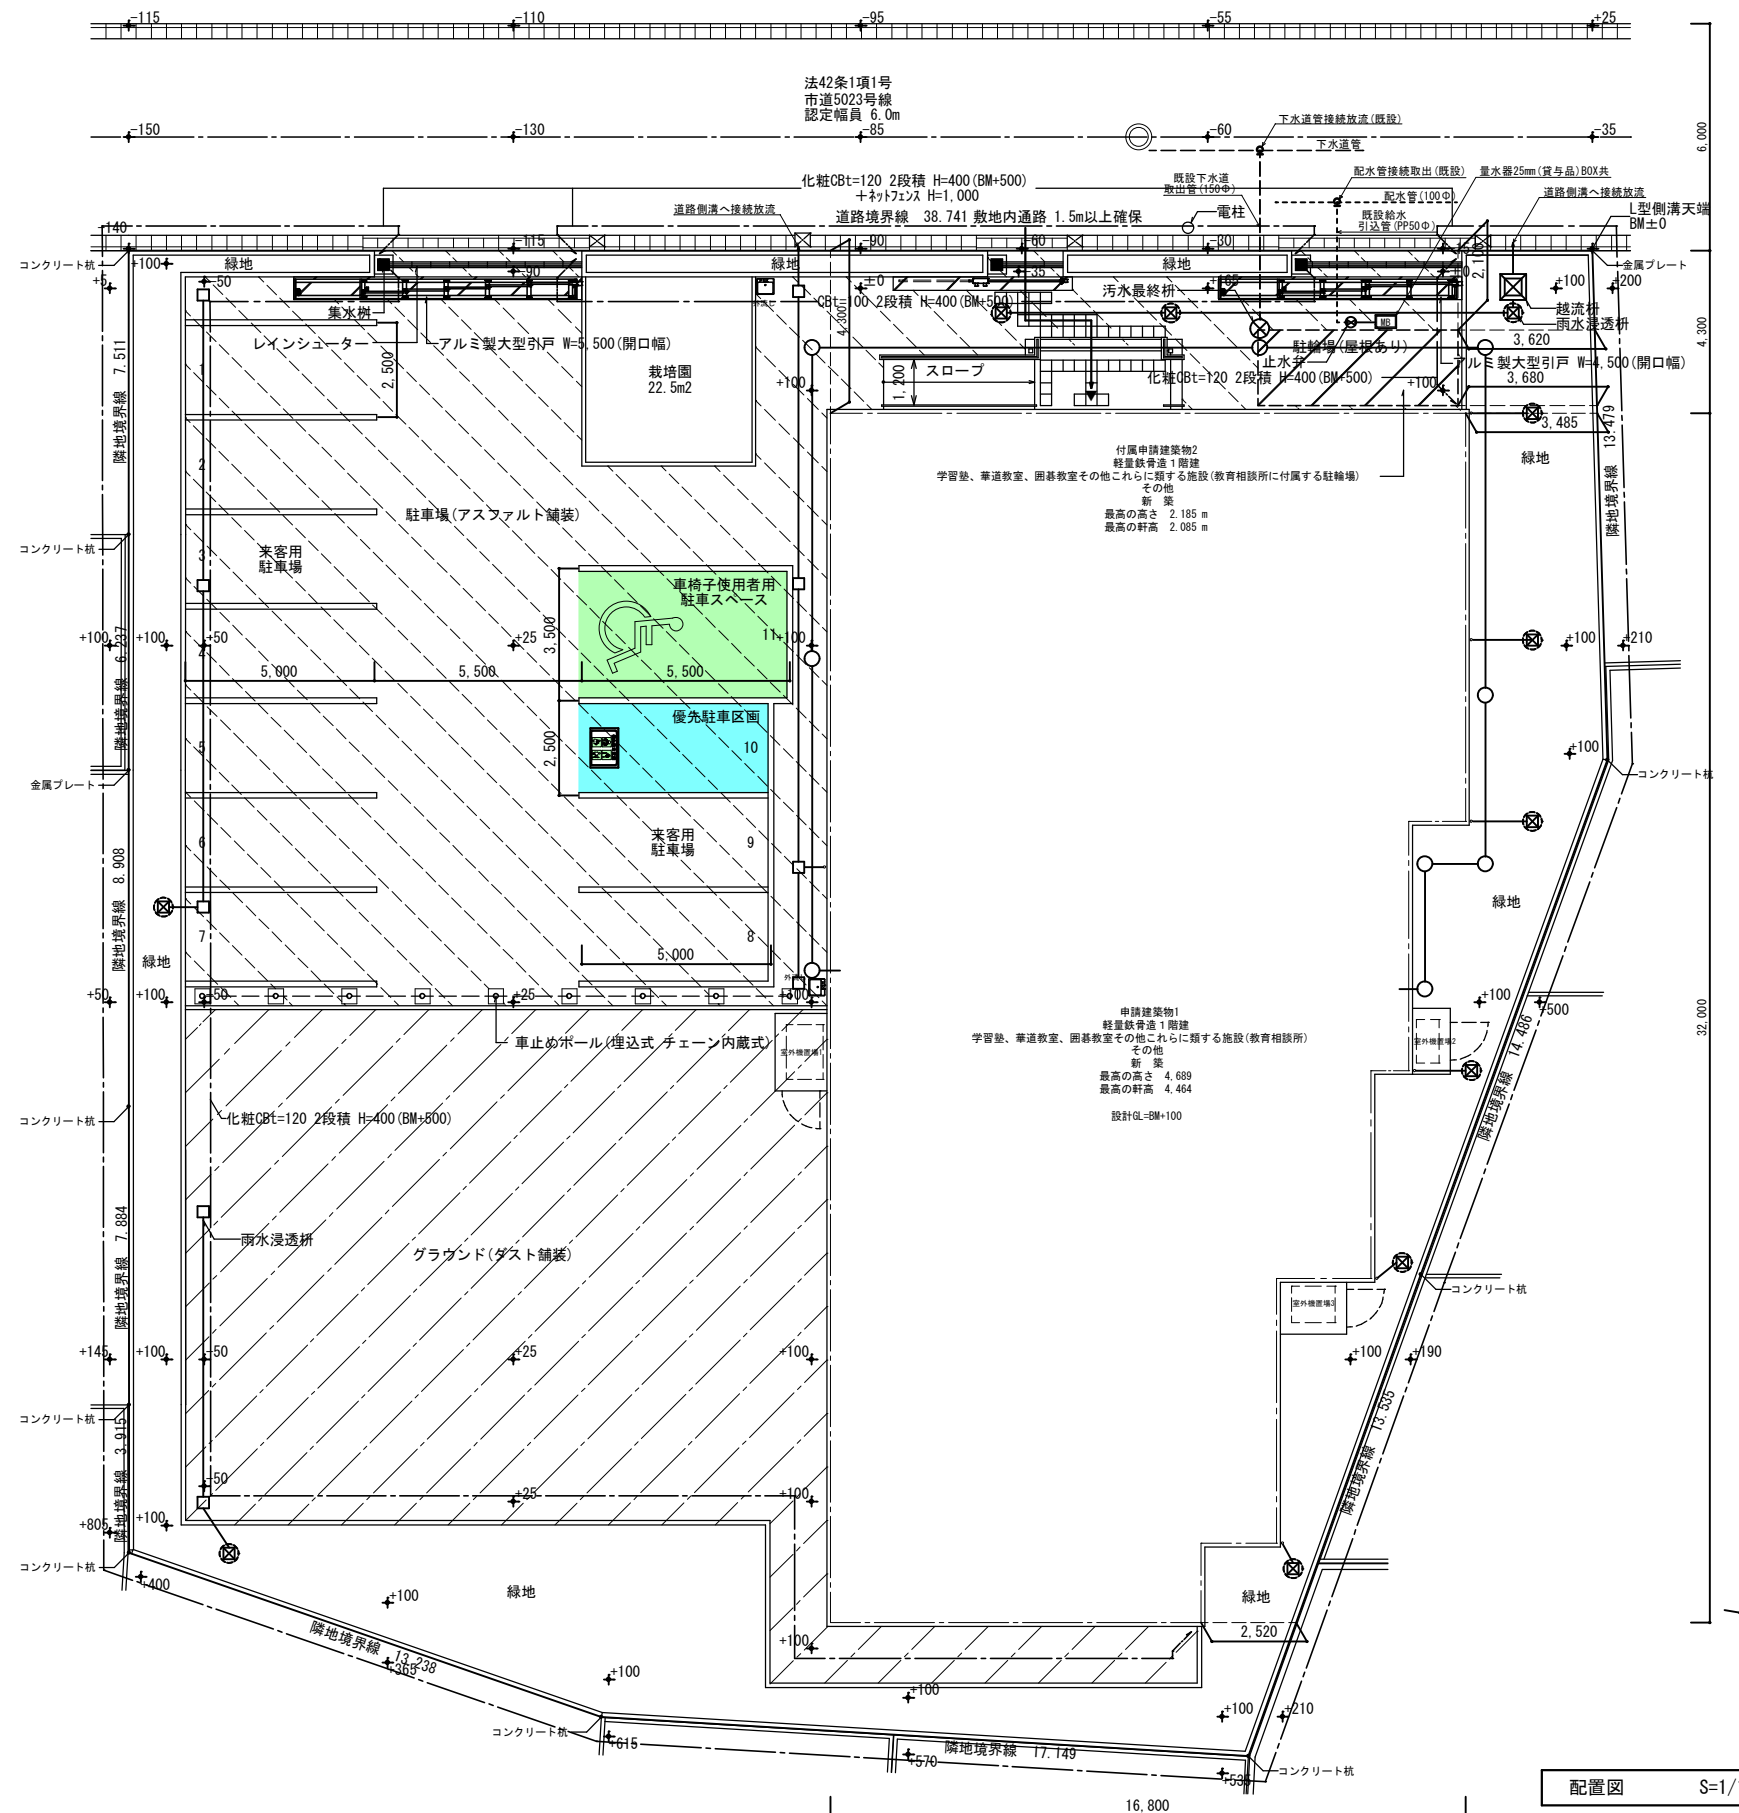 -115
-110
-95
-55
+25
法42条1項1号
市道5023号線
認定幅員 6.0m
-150
-130
-85
-60
-35
下水道管接続放流(既設)
下水道管
6,000
化粧CBt=120 2段積 H=400(BM+500)
+ネットフェンス H=1,000
既設下水道
取出管(150Φ)
配水管接続取出(既設)
量水器25mm(貸与品)BOX共
配水管(100Φ)
道路側溝へ接続放流
道路側溝へ接続放流
道路境界線 38.741 敷地内通路 1.5m以上確保
電柱
既設給水
引込管(PP50Φ)
L型側溝天端
BM±0
-140
-115
-90
-60
-30
コンクリート杭
+100
緑地
-90
緑地
-35
緑地
2,100
金属プレート
+5
-50
±0
+65
+100
+200
集水桝
CBt=100 2段積 H=400(BM+500)
汚水最終枡
越流枡
雨水浸透枡
レインシューター
アルミ製大型引戸 W=5,500(開口幅)
4,300
駐輪場(屋根あり)
3,620
4,300
隣地境界線 7.511
1
2,500
栽培園
22.5m2
+100
1,200
スロープ
止水弁
化粧CBt=120 2段積 H=400(BM+500)
+100
アルミ製大型引戸 W=4,500(開口幅)
3,680
3,485
隣地境界線 13.479
緑地
2
付属申請建築物2
軽量鉄骨造1階建
学習塾、華道教室、囲碁教室その他これらに類する施設(教育相談所に付属する駐輪場)
その他
新 築
最高の高さ 2.185 m
最高の軒高 2.085 m
駐車場(アスファルト舗装)
コンクリート杭
3
来客用
駐車場
車椅子使用者用
駐車スペース
3,500
11
+100
+100
+100
+50
4
+25
+100
+210
隣地境界線 6.237
5,000
5,500
5,500
優先駐車区画
5
2,500
10
+100
コンクリート杭
金属プレート
6
来客用
駐車場
9
隣地境界線 8.908
緑地
7
8
5,000
緑地
+50
+100
-50
+25
+100
+100
+500
32,000
車止めポール(埋込式 チェーン内蔵式)
室外機置場1
申請建築物1
軽量鉄骨造1階建
学習塾、華道教室、囲碁教室その他これらに類する施設(教育相談所)
その他
新 築
最高の高さ 4,689
最高の軒高 4,464
設計GL=BM+100
室外機置場2
隣地境界線 14.486
コンクリート杭
化粧CBt=120 2段積 H=400(BM+500)
隣地境界線 7.884
雨水浸透枡
グラウンド(ダスト舗装)
コンクリート杭
室外機置場3
+145
+100
-50
+25
+100
+100
+190
コンクリート杭
隣地境界線 3.915
隣地境界線 13.535
-50
+25
+100
+805
+100
コンクリート杭
+400
+100
緑地
緑地
隣地境界線 13.238
+365
+100
2,520
+100
+100
+100
+210
コンクリート杭
+615
隣地境界線 17.149
+570
+535
コンクリート杭
16,800
配置図 S=1/